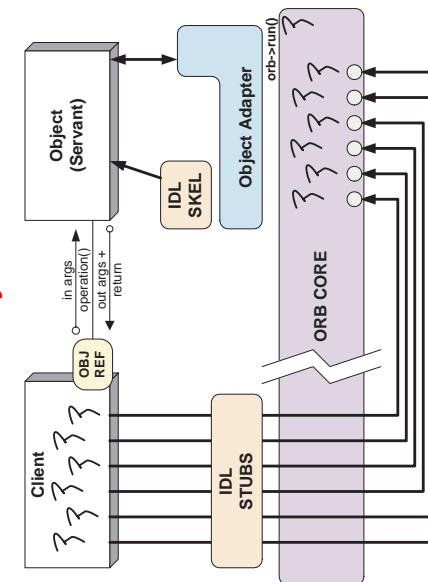 Client
OBJ
REF
in args
operation()
out args +
return
Object
(Servant)
IDL
SKEL
Object Adapter
orb->run()
IDL
STUBS
ORB CORE